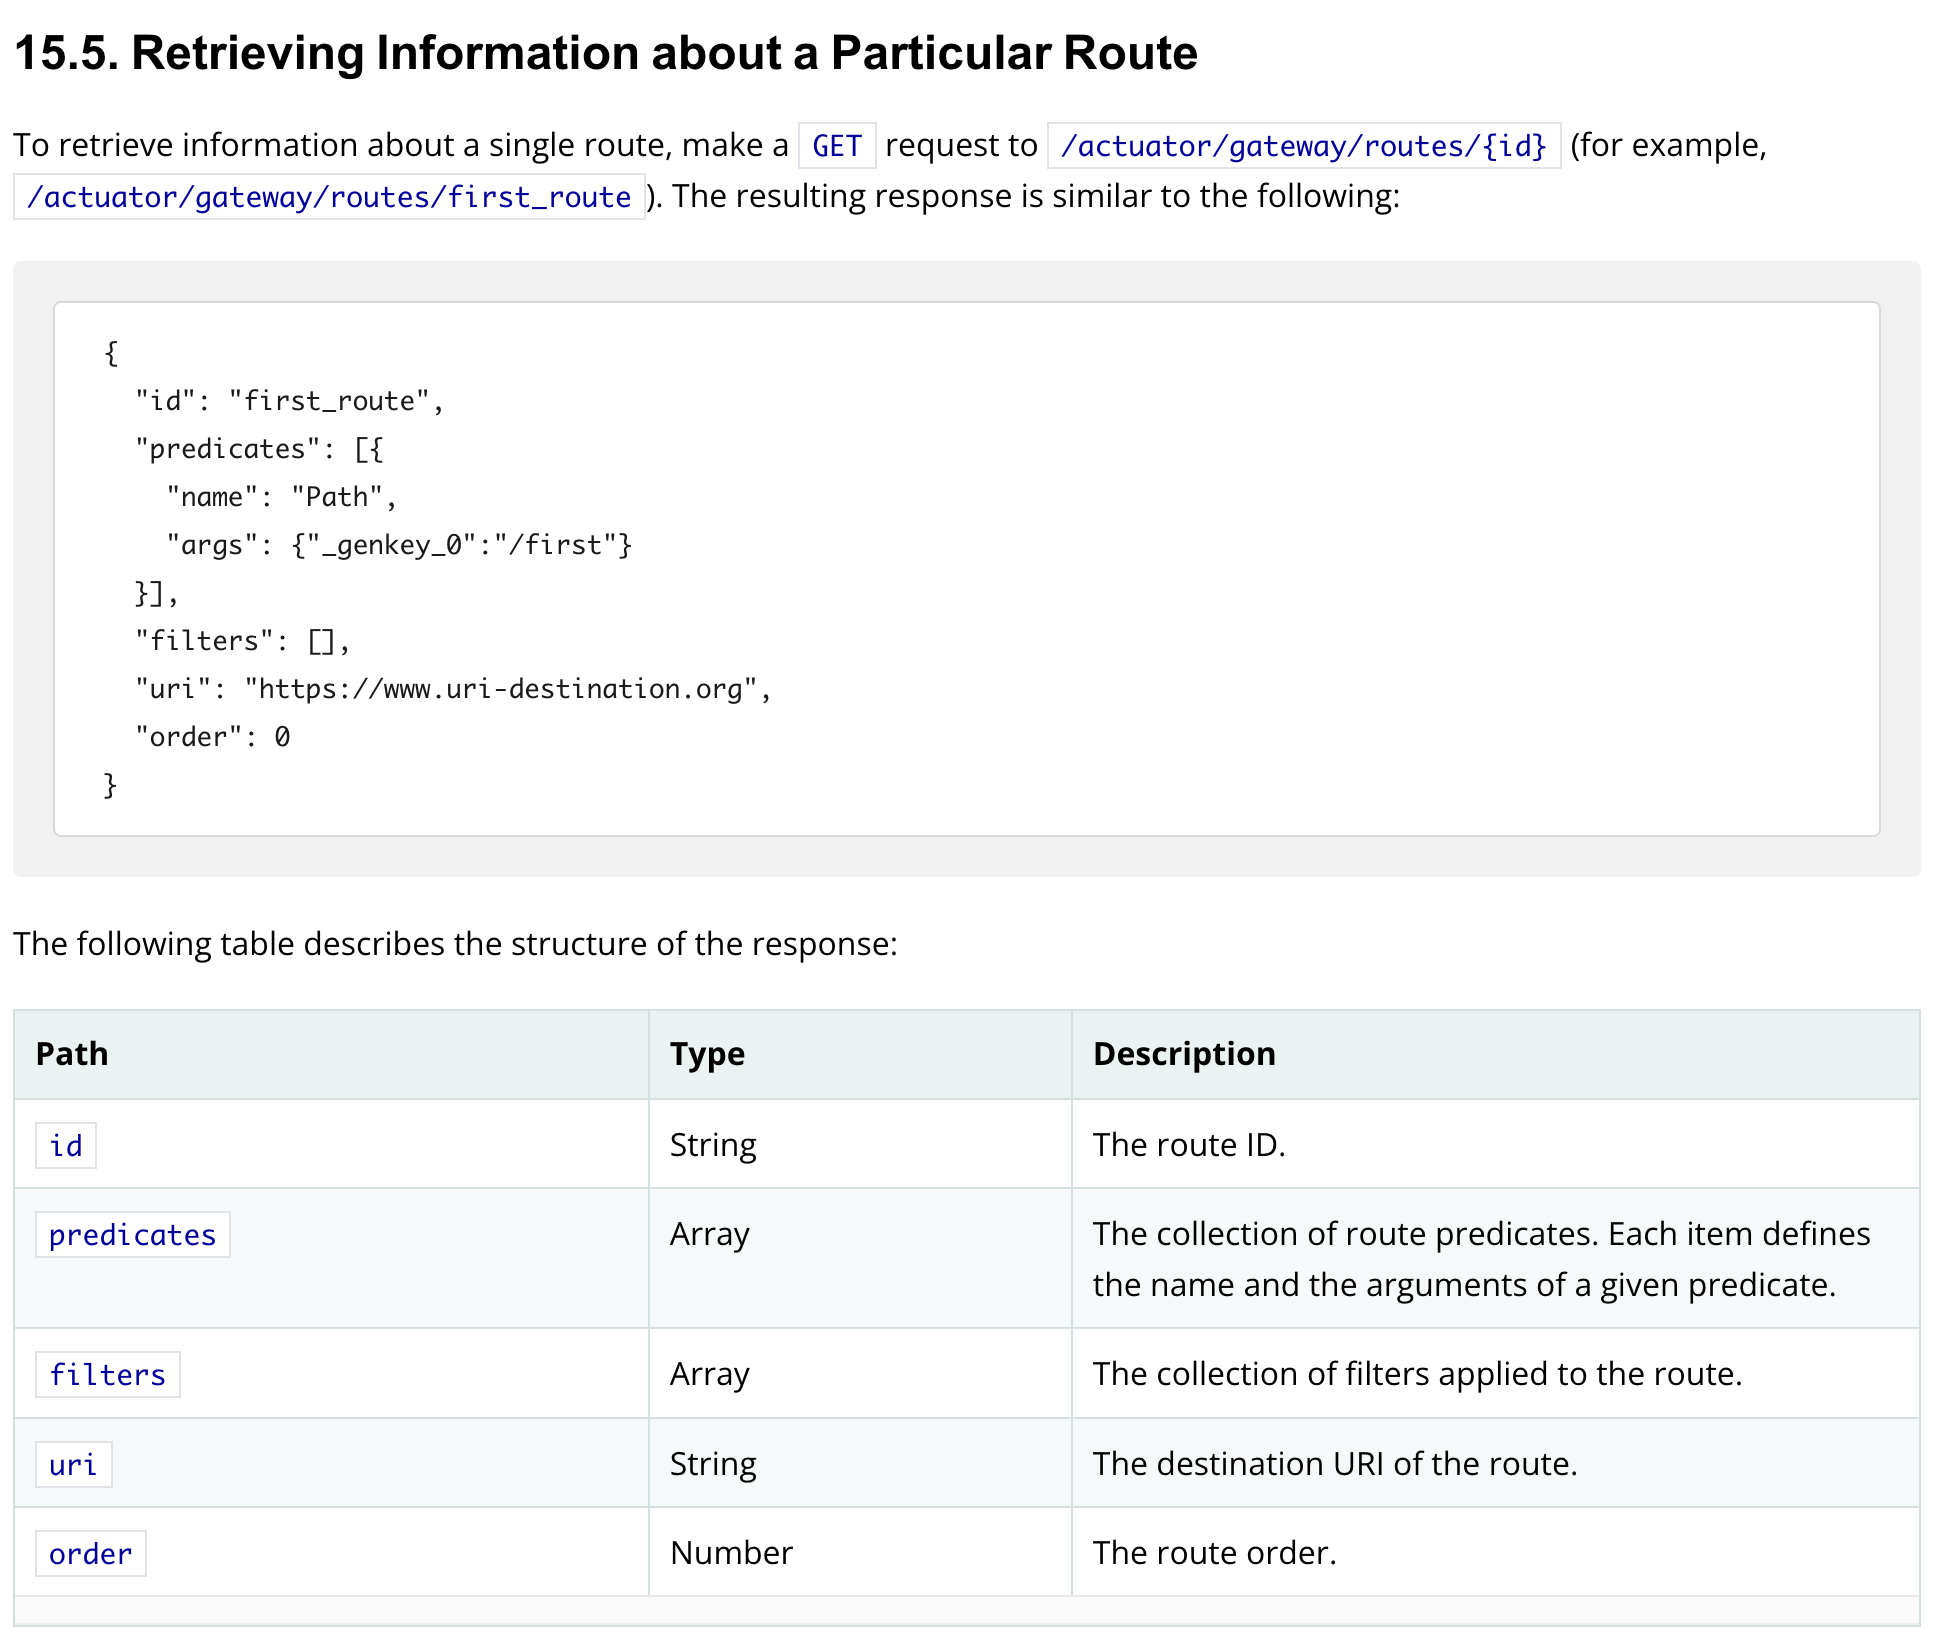 15.5. Retrieving Information about a Particular Route
To retrieve information about a single route, make a GET request to /actuator/gateway/routes/{id} (for example,
/actuator/gateway/routes/first_route). The resulting response is similar to the following:
{
  "id": "first_route",
  "predicates": [{
    "name": "Path",
    "args": {"_genkey_0":"/first"}
  }],
  "filters": [],
  "uri": "https://www.uri-destination.org",
  "order": 0
}
The following table describes the structure of the response:
Path Type Description
id String The route ID.
predicates Array The collection of route predicates. Each item defines
the name and the arguments of a given predicate.
filters Array The collection of filters applied to the route.
uri String The destination URI of the route.
order Number The route order.